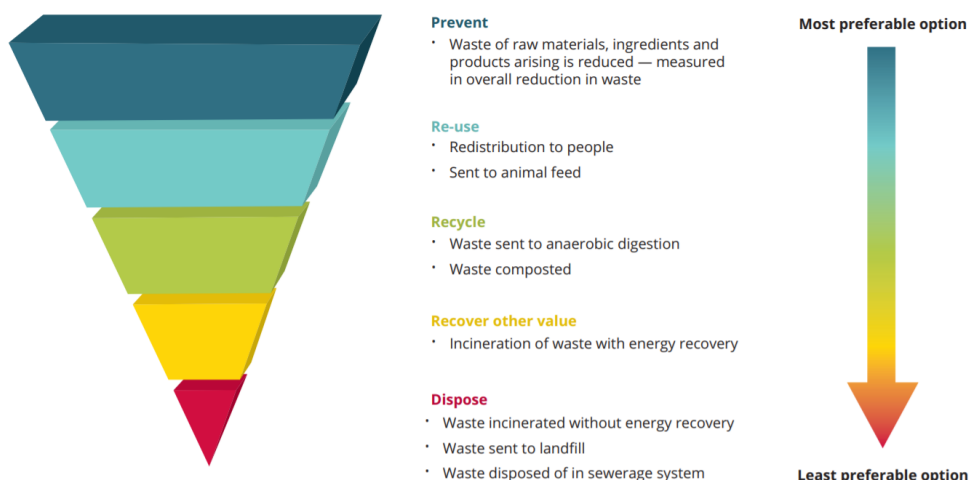 Prevent
• Waste of raw materials, ingredients and
products arising is reduced — measured
in overall reduction in waste
Re-use
• Redistribution to people
• Sent to animal feed
Recycle
• Waste sent to anaerobic digestion
• Waste composted
Recover other value
• Incineration of waste with energy recovery
Dispose
• Waste incinerated without energy recovery
• Waste sent to landfill
• Waste disposed of in sewerage system
Most preferable option
Least preferable option